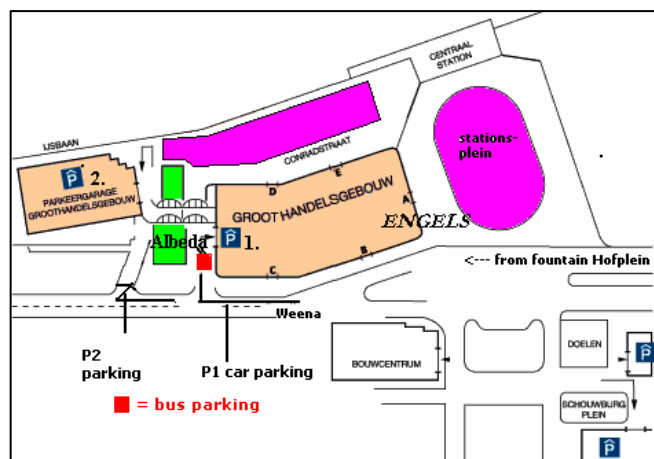 CENTRAAL
STATION
IJSBAAN
CONRADSTRAAT
stations-
plein
P 2.
PARKEERGARAGE
GROOTHANDELSGEBOUW
D
E
A
GROOT HANDELSGEBOUW
ENGELS
Albeda
P 1.
B
C
<--- from fountain Hofplein
Weena
P2
parking
P1 car parking
BOUWCENTRUM
DOELEN
P
= bus parking
SCHOUWBURG
PLEIN
P